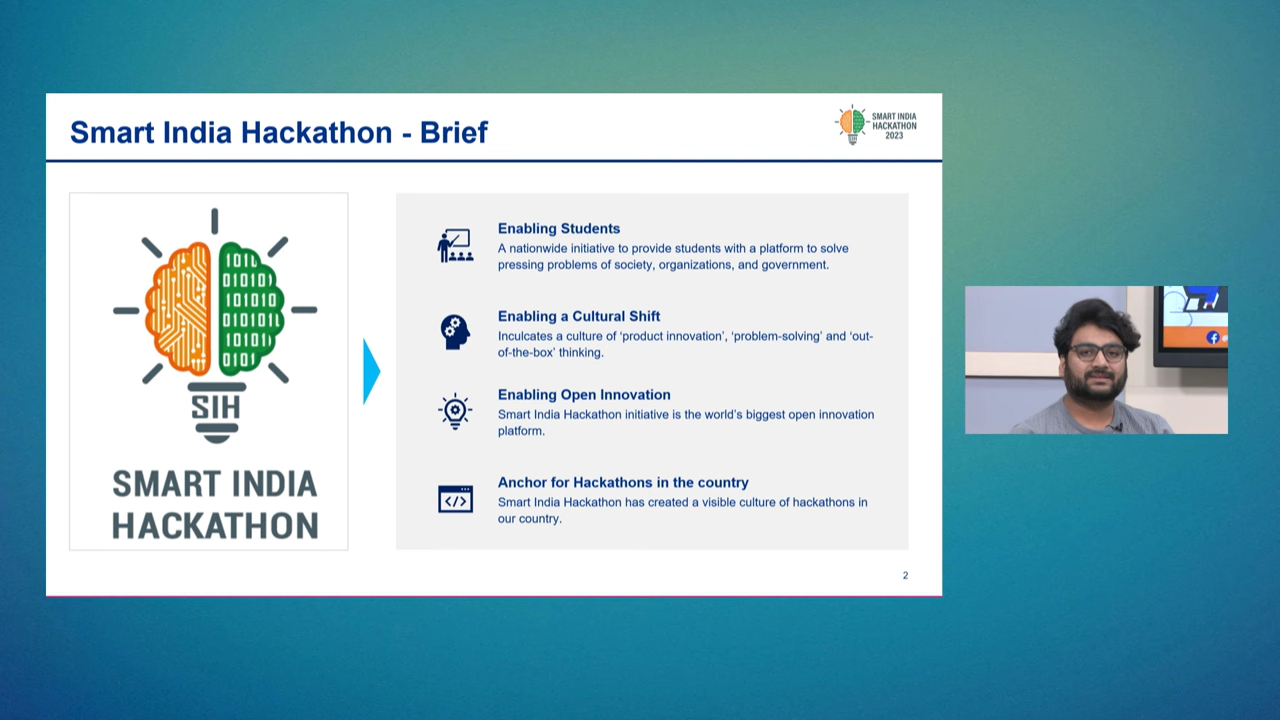 Smart India Hackathon - Brief
SMART INDIA
HACKATHON
2023
101L
010101
101010
010101L
10101
0101
SIH
SMART INDIA
HACKATHON
Enabling Students
A nationwide initiative to provide students with a platform to solve
pressing problems of society, organizations, and government.
Enabling a Cultural Shift
Inculcates a culture of ‘product innovation’, ‘problem-solving’ and ‘out-
of-the-box’ thinking.
Enabling Open Innovation
Smart India Hackathon initiative is the world’s biggest open innovation
platform.
</>
Anchor for Hackathons in the country
Smart India Hackathon has created a visible culture of hackathons in
our country.
2